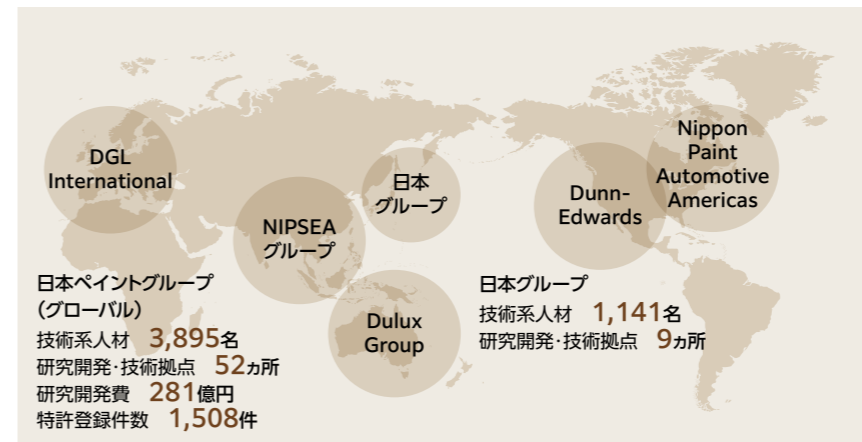 DGL
International
NIPSEA
グループ
日本
グループ
Dulux
Group
Dunn-
Edwards
Nippon
Paint
Automotive
Americas
日本ペイントグループ
（グローバル）
技術系人材 3,895名
研究開発･技術拠点 52ヵ所
研究開発費 281億円
特許登録件数 1,508件
日本グループ
技術系人材 1,141名
研究開発･技術拠点 9ヵ所